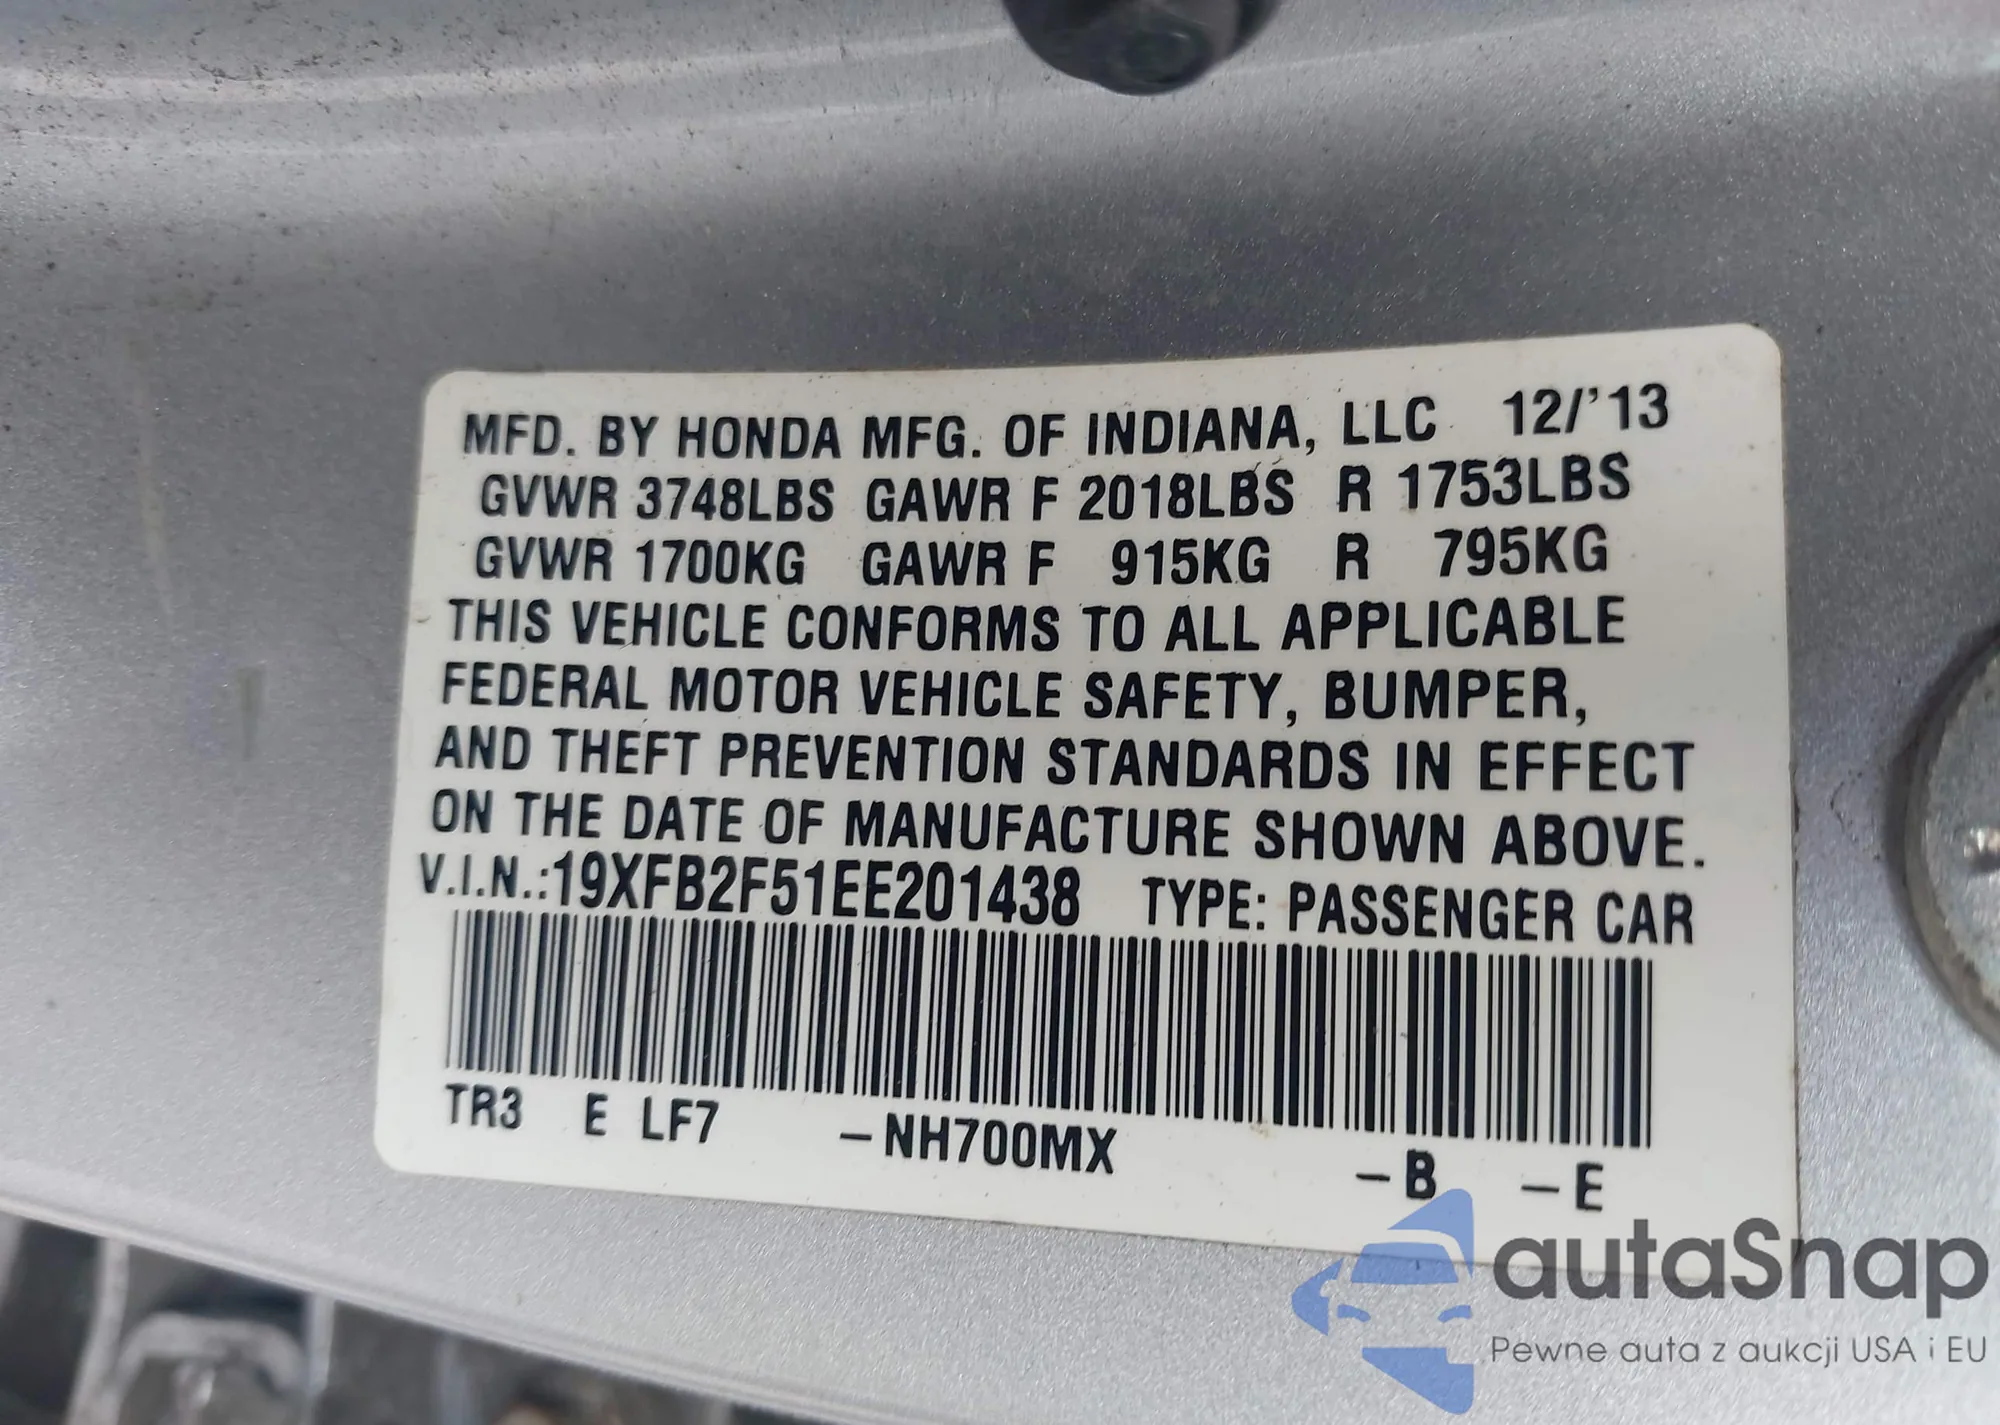 MFD. BY HONDA MFG. OF INDIANA, LLC 12/'13
GVWR 3748LBS GAWR F 2018LBS R 1753LBS
GVWR 1700KG GAWR F 915KG R 795KG
THIS VEHICLE CONFORMS TO ALL APPLICABLE
FEDERAL MOTOR VEHICLE SAFETY, BUMPER,
AND THEFT PREVENTION STANDARDS IN EFFECT
ON THE DATE OF MANUFACTURE SHOWN ABOVE.
V.I.N.:19XFB2F51EE201438 TYPE: PASSENGER CAR
TR3 E LF7 –NH700MX –B –E
autaSnap
Pewne auta z aukcji USA i EU